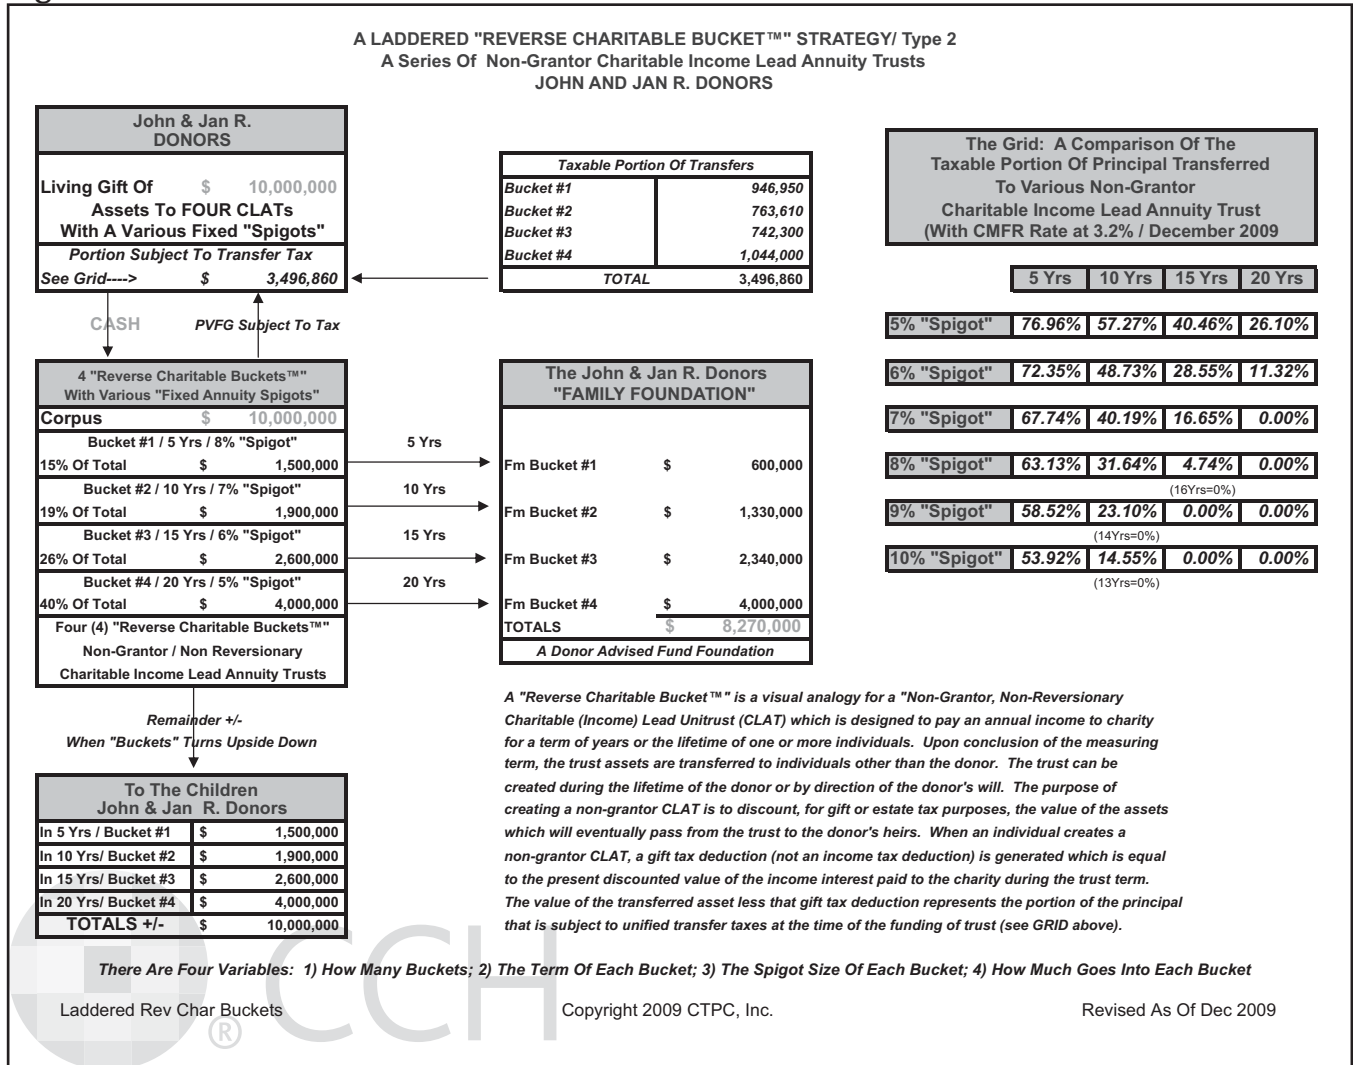 A LADDERED "REVERSE CHARITABLE BUCKET™" STRATEGY/ Type 2
A Series Of Non-Grantor Charitable Income Lead Annuity Trusts
JOHN AND JAN R. DONORS
John & Jan R.
DONORS
Living Gift Of $ 10,000,000
Assets To FOUR CLATs
With A Various Fixed "Spigots"
Portion Subject To Transfer Tax
See Grid----> $ 3,496,860
CASH PVFG Subject To Tax
Taxable Portion Of Transfers
Bucket #1 946,950
Bucket #2 763,610
Bucket #3 742,300
Bucket #4 1,044,000
TOTAL 3,496,860
The Grid: A Comparison Of The
Taxable Portion Of Principal Transferred
To Various Non-Grantor
Charitable Income Lead Annuity Trust
(With CMFR Rate at 3.2% / December 2009
5 Yrs 10 Yrs 15 Yrs 20 Yrs
5% "Spigot" 76.96% 57.27% 40.46% 26.10%
6% "Spigot" 72.35% 48.73% 28.55% 11.32%
7% "Spigot" 67.74% 40.19% 16.65% 0.00%
8% "Spigot" 63.13% 31.64% 4.74% 0.00%
(16Yrs=0%)
9% "Spigot" 58.52% 23.10% 0.00% 0.00%
(14Yrs=0%)
10% "Spigot" 53.92% 14.55% 0.00% 0.00%
(13Yrs=0%)
4 "Reverse Charitable Buckets™"
With Various "Fixed Annuity Spigots"
Corpus $ 10,000,000
Bucket #1 / 5 Yrs / 8% "Spigot"
15% Of Total $ 1,500,000
Bucket #2 / 10 Yrs / 7% "Spigot"
19% Of Total $ 1,900,000
Bucket #3 / 15 Yrs / 6% "Spigot"
26% Of Total $ 2,600,000
Bucket #4 / 20 Yrs / 5% "Spigot"
40% Of Total $ 4,000,000
Four (4) "Reverse Charitable Buckets™"
Non-Grantor / Non Reversionary
Charitable Income Lead Annuity Trusts
5 Yrs
10 Yrs
15 Yrs
20 Yrs
The John & Jan R. Donors
"FAMILY FOUNDATION"
Fm Bucket #1 $ 600,000
Fm Bucket #2 $ 1,330,000
Fm Bucket #3 $ 2,340,000
Fm Bucket #4 $ 4,000,000
TOTALS $ 8,270,000
A Donor Advised Fund Foundation
Remainder +/-
When "Buckets" Turns Upside Down
To The Children
John & Jan R. Donors
In 5 Yrs / Bucket #1 $ 1,500,000
In 10 Yrs/ Bucket #2 $ 1,900,000
In 15 Yrs/ Bucket #3 $ 2,600,000
In 20 Yrs/ Bucket #4 $ 4,000,000
TOTALS +/- $ 10,000,000
A "Reverse Charitable Bucket™" is a visual analogy for a "Non-Grantor, Non-Reversionary
Charitable (Income) Lead Unitrust (CLAT) which is designed to pay an annual income to charity
for a term of years or the lifetime of one or more individuals. Upon conclusion of the measuring
term, the trust assets are transferred to individuals other than the donor. The trust can be
created during the lifetime of the donor or by direction of the donor's will. The purpose of
creating a non-grantor CLAT is to discount, for gift or estate tax purposes, the value of the assets
which will eventually pass from the trust to the donor's heirs. When an individual creates a
non-grantor CLAT, a gift tax deduction (not an income tax deduction) is generated which is equal
to the present discounted value of the income interest paid to the charity during the trust term.
The value of the transferred asset less that gift tax deduction represents the portion of the principal
that is subject to unified transfer taxes at the time of the funding of trust (see GRID above).
There Are Four Variables: 1) How Many Buckets; 2) The Term Of Each Bucket; 3) The Spigot Size Of Each Bucket; 4) How Much Goes Into Each Bucket
Laddered Rev Char Buckets Copyright 2009 CTPC, Inc. Revised As Of Dec 2009
® CCH